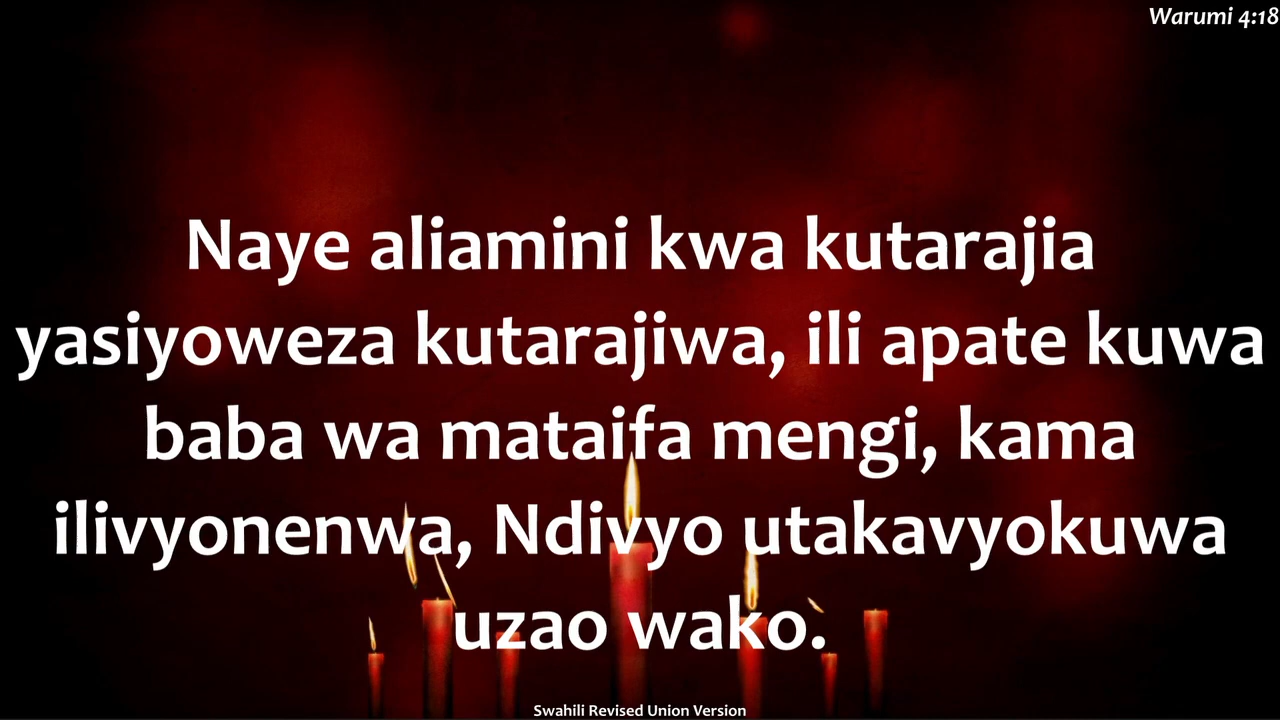 Warumi 4:18
Naye aliamini kwa kutarajia
yasiyoweza kutarajiwa, ili apate kuwa
baba wa mataifa mengi, kama
ilivyonenwa, Ndivyo utakavyokuwa
uzao wako.
Swahili Revised Union Version